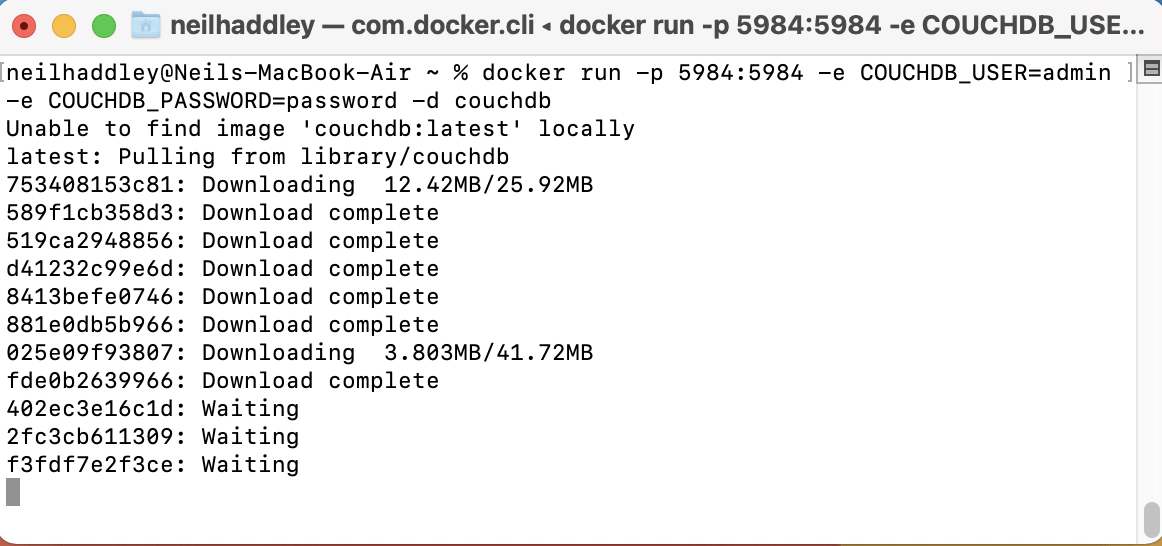 neilhaddley — com.docker.cli ◂ docker run -p 5984:5984 -e COUCHDB_USE...
[neilhaddley@Neils-MacBook-Air ~ % docker run -p 5984:5984 -e COUCHDB_USER=admin ]
-e COUCHDB_PASSWORD=password -d couchdb
Unable to find image 'couchdb:latest' locally
latest: Pulling from library/couchdb
753408153c81: Downloading  12.42MB/25.92MB
589f1cb358d3: Download complete
519ca2948856: Download complete
d41232c99e6d: Download complete
8413befe0746: Download complete
881e0db5b966: Download complete
025e09f93807: Downloading  3.803MB/41.72MB
fde0b2639966: Download complete
402ec3e16c1d: Waiting
2fc3cb611309: Waiting
f3fdf7e2f3ce: Waiting